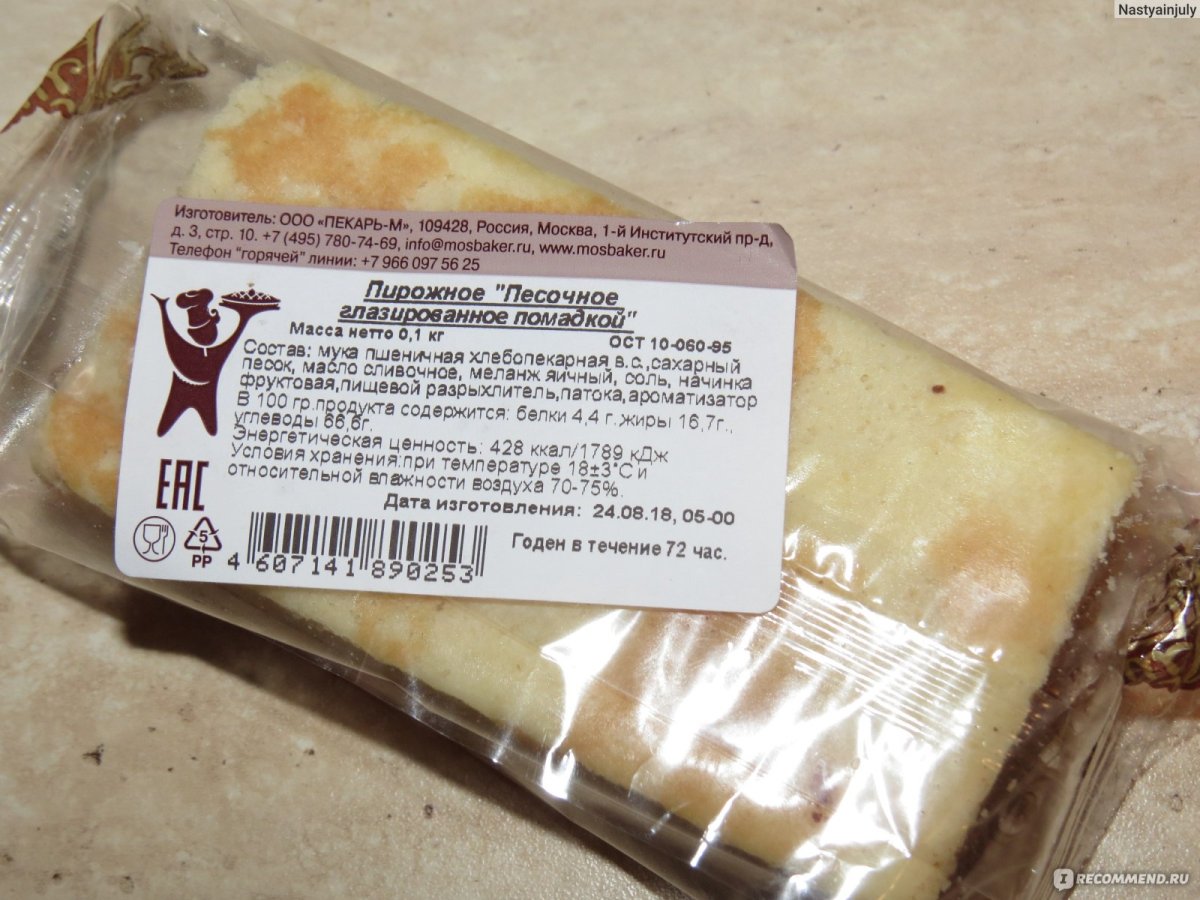 Nastyainjuly
Изготовитель: ООО «ПЕКАРЬ-М», 109428, Россия, Москва, 1-й Институтский пр-д,
д. 3, стр. 10. +7 (495) 780-74-69, info@mosbaker.ru, www.mosbaker.ru
Телефон "горячей" линии: +7 966 097 56 25
Пирожное "Песочное
глазированное помадкой"
Масса нетто 0,1 кг ОСТ 10-060-95
Состав: мука пшеничная хлебопекарная в.с.,сахарный
песок, масло сливочное, меланж яичный, соль, начинка
фруктовая,пищевой разрыхлитель,патока,ароматизатор
В 100 гр.продукта содержится: белки 4,4 г.жиры 16,7г.,
углеводы 66,6г.
Энергетическая ценность: 428 ккал/1789 кДж
Условия хранения:при температуре 18±3°С и
относительной влажности воздуха 70-75%.
Дата изготовления: 24.08.18, 05-00
Годен в течение 72 час.
ЕАС
5
PP
4 607141 890253
IRECOMMEND.RU